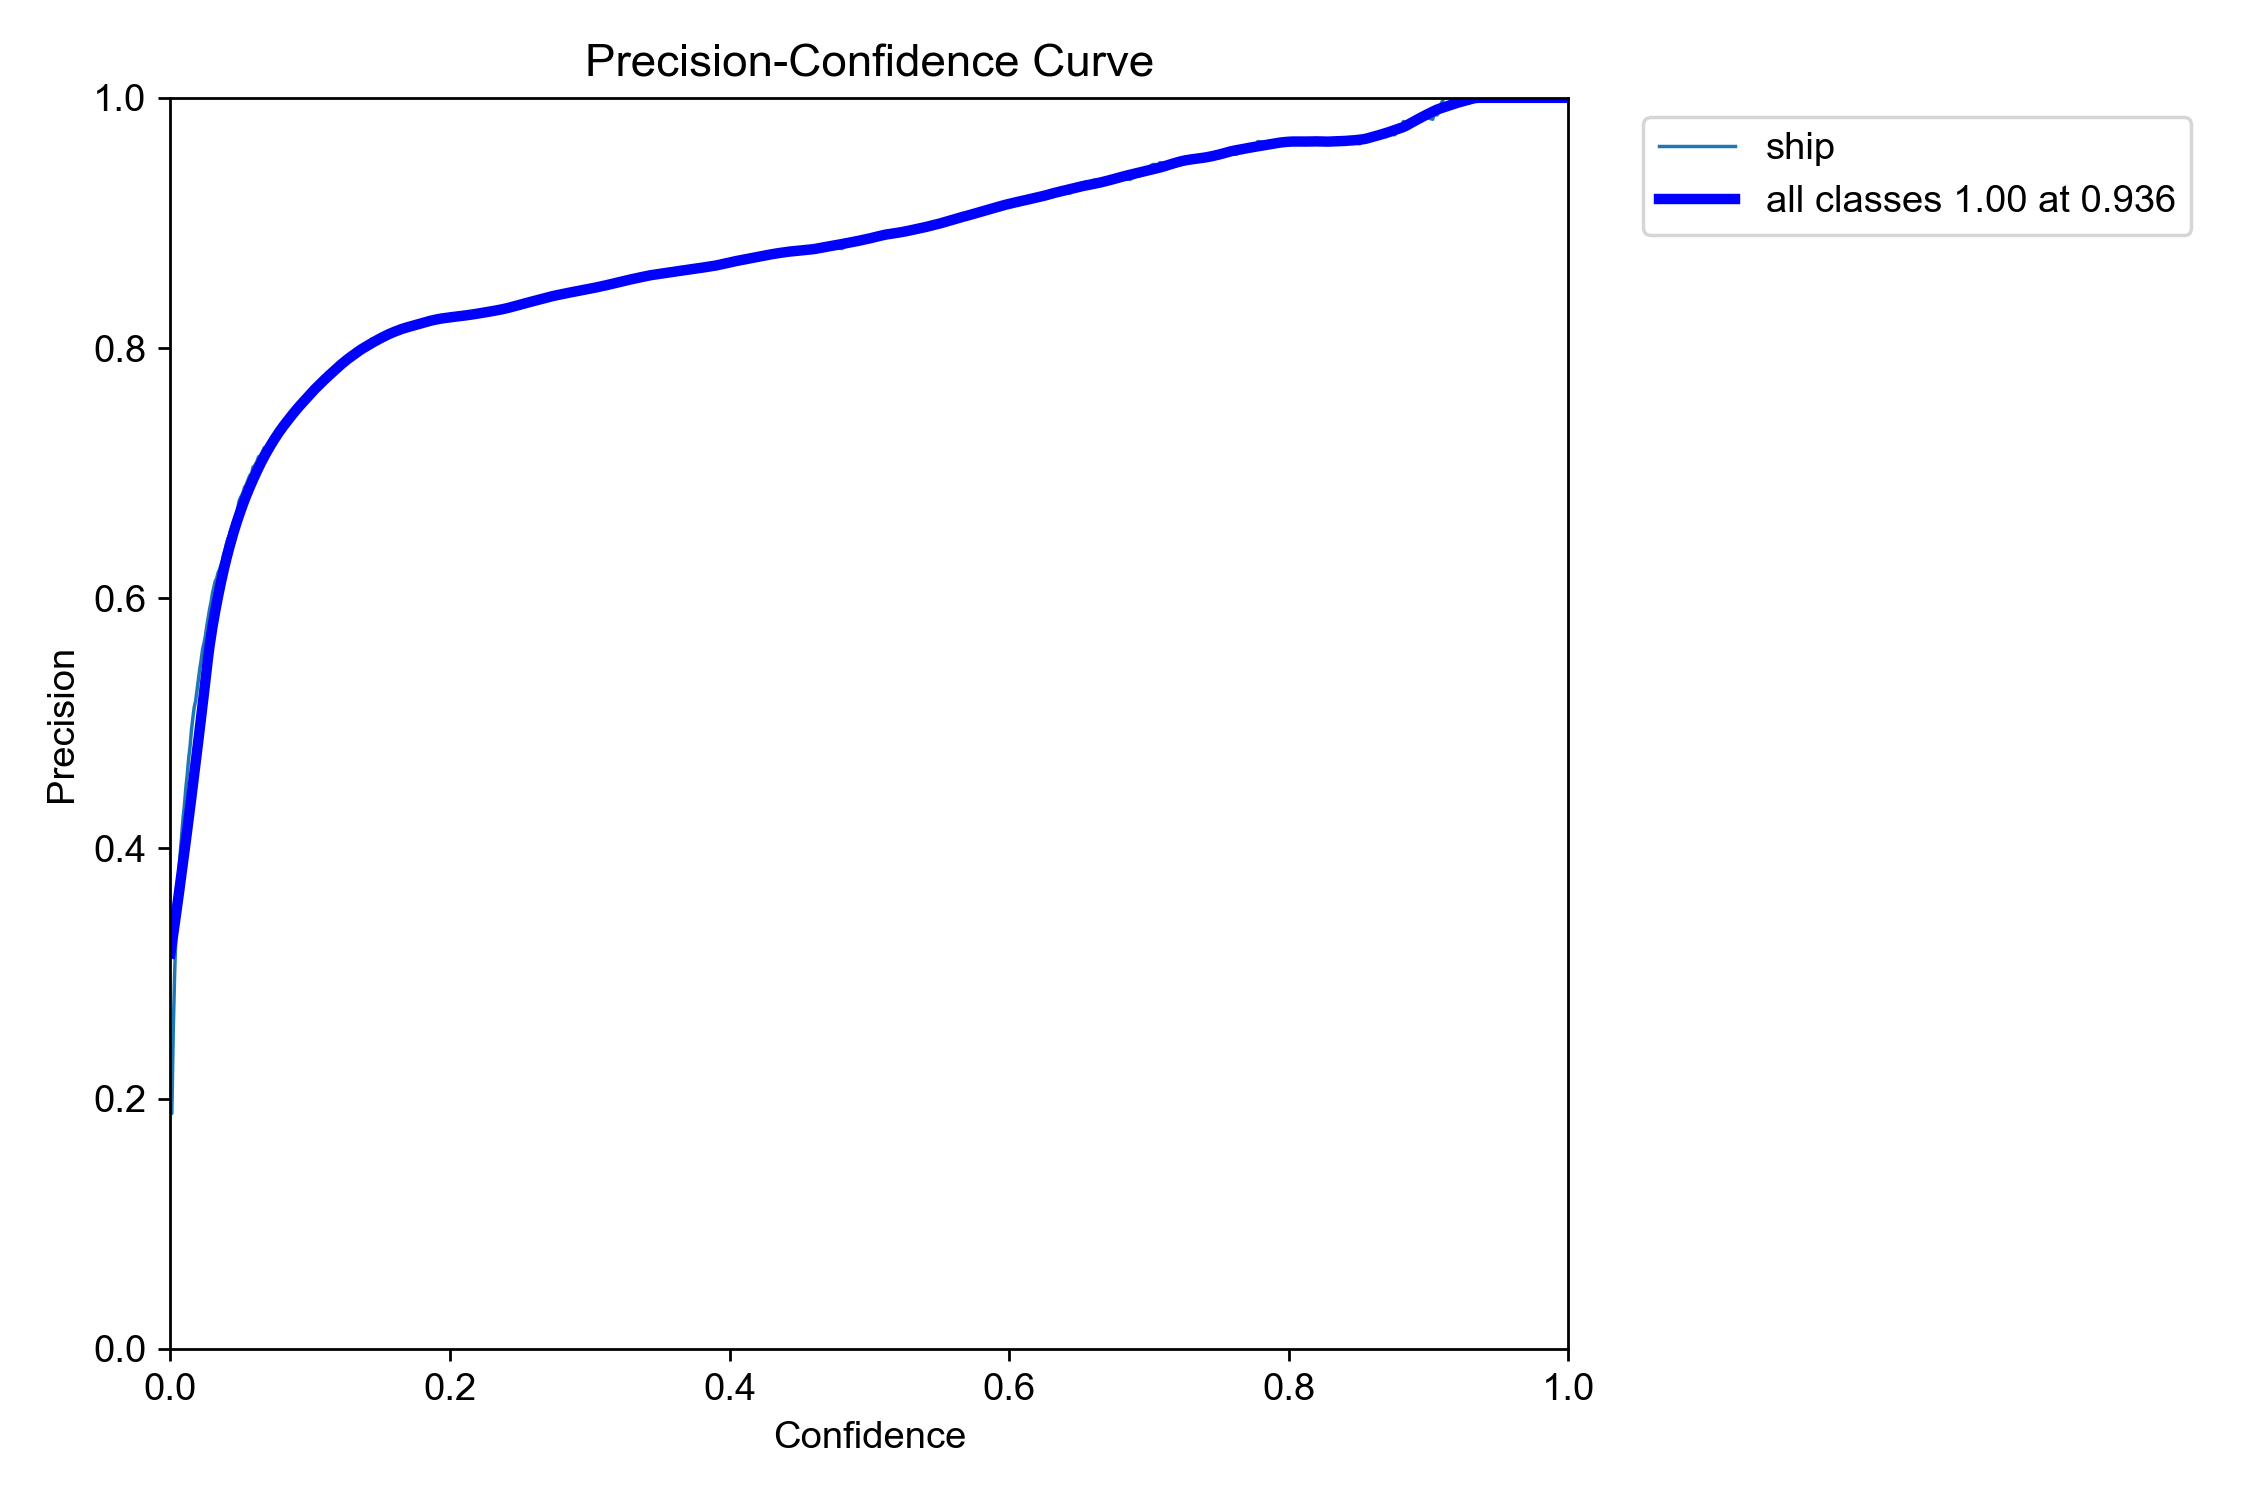 Precision-Confidence Curve
ship
all classes 1.00 at 0.936
1.0
0.8
0.6
0.4
0.2
0.0
Precision
0.0 0.2 0.4 0.6 0.8 1.0
Confidence